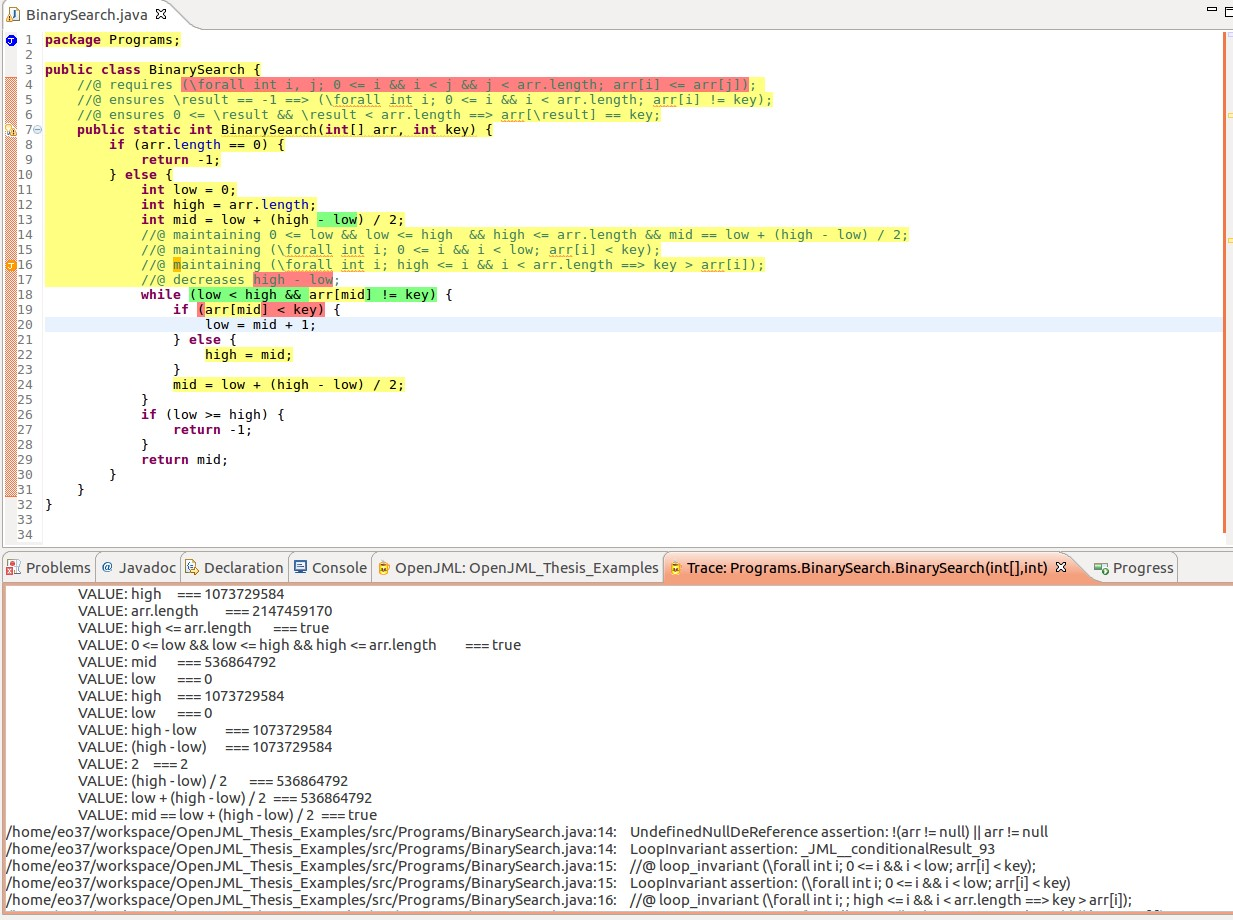 BinarySearch.java
1 package Programs;
2
3 public class BinarySearch {
4 //@ requires (\forall int i, j; 0 <= i && i < j && j < arr.length; arr[i] <= arr[j]);
5 //@ ensures \result == -1 ==> (\forall int i; 0 <= i && i < arr.length; arr[i] != key);
6 //@ ensures 0 <= \result && \result < arr.length ==> arr[\result] == key;
7 public static int BinarySearch(int[] arr, int key) {
8 if (arr.length == 0) {
9 return -1;
10 } else {
11 int low = 0;
12 int high = arr.length;
13 int mid = low + (high - low) / 2;
14 //@ maintaining 0 <= low && low <= high  && high <= arr.length && mid == low + (high - low) / 2;
15 //@ maintaining (\forall int i; 0 <= i && i < low; arr[i] < key);
16 //@ maintaining (\forall int i; high <= i && i < arr.length ==> key > arr[i]);
17 //@ decreases high - low;
18 while (low < high && arr[mid] != key) {
19 if (arr[mid] < key) {
20 low = mid + 1;
21 } else {
22 high = mid;
23 }
24 mid = low + (high - low) / 2;
25 }
26 if (low >= high) {
27 return -1;
28 }
29 return mid;
30 }
31 }
32 }
33
34
Problems @ Javadoc Declaration Console OpenJML: OpenJML_Thesis_Examples Trace: Programs.BinarySearch.BinarySearch(int[],int) Progress
VALUE: high === 1073729584
VALUE: arr.length === 2147459170
VALUE: high <= arr.length === true
VALUE: 0 <= low && low <= high && high <= arr.length === true
VALUE: mid === 536864792
VALUE: low === 0
VALUE: high === 1073729584
VALUE: low === 0
VALUE: high - low === 1073729584
VALUE: (high - low) === 1073729584
VALUE: 2 === 2
VALUE: (high - low) / 2 === 536864792
VALUE: low + (high - low) / 2 === 536864792
VALUE: mid == low + (high - low) / 2 === true
/home/eo37/workspace/OpenJML_Thesis_Examples/src/Programs/BinarySearch.java:14: UndefinedNullDeReference assertion: !(arr != null) || arr != null
/home/eo37/workspace/OpenJML_Thesis_Examples/src/Programs/BinarySearch.java:14: LoopInvariant assertion: _JML__conditionalResult_93
/home/eo37/workspace/OpenJML_Thesis_Examples/src/Programs/BinarySearch.java:15: //@ loop_invariant (\forall int i; 0 <= i && i < low; arr[i] < key);
/home/eo37/workspace/OpenJML_Thesis_Examples/src/Programs/BinarySearch.java:15: LoopInvariant assertion: (\forall int i; 0 <= i && i < low; arr[i] < key)
/home/eo37/workspace/OpenJML_Thesis_Examples/src/Programs/BinarySearch.java:16: //@ loop_invariant (\forall int i; ; high <= i && i < arr.length ==> key > arr[i]);